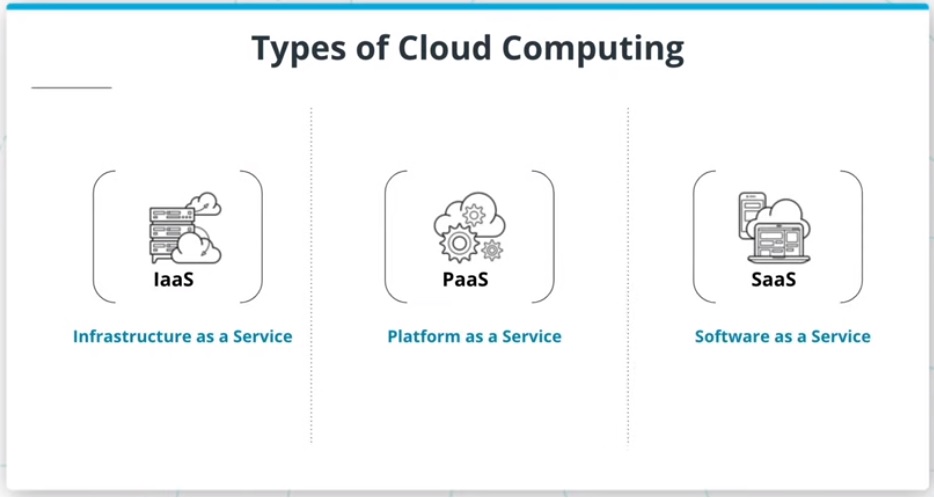 Types of Cloud Computing
IaaS
Infrastructure as a Service
PaaS
Platform as a Service
SaaS
Software as a Service